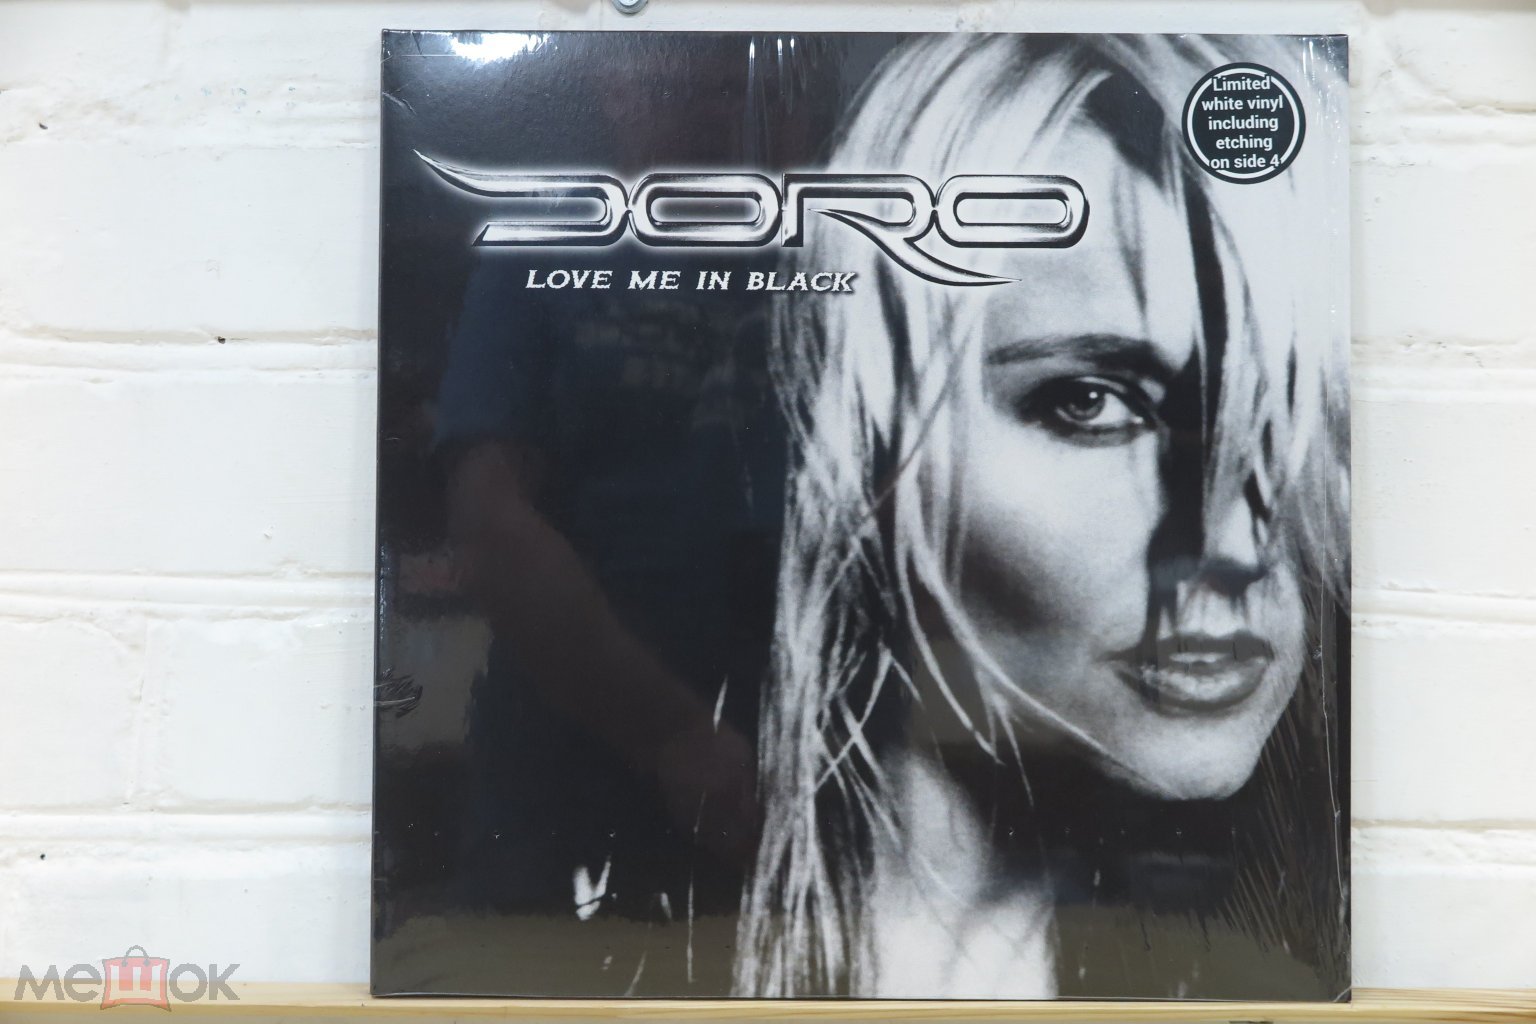 DORO
LOVE ME IN BLACK
Limited
white vinyl
including
etching
on side 4
мешок